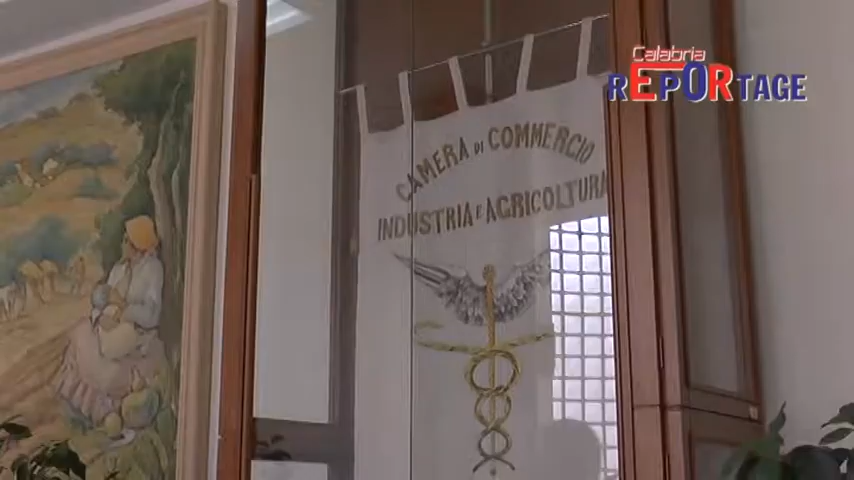 Calabria
REPORTAGE
CAMERA DI COMMERCIO
INDUSTRIA E AGRICOLTURA